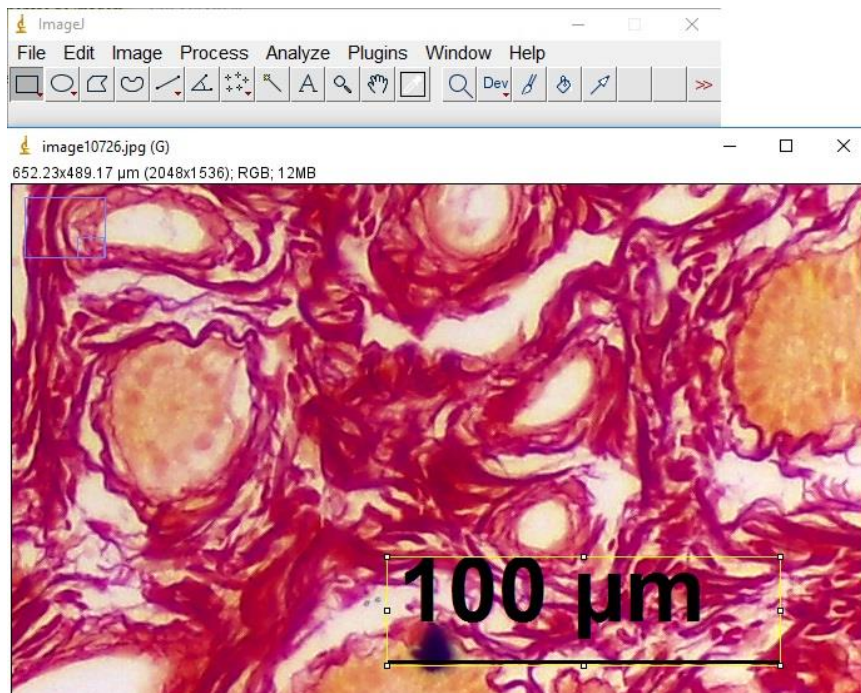 ImageJ
File Edit Image Process Analyze Plugins Window Help
A Dev >>
image10726.jpg (G)
652.23x489.17 µm (2048x1536); RGB; 12MB
100 µm